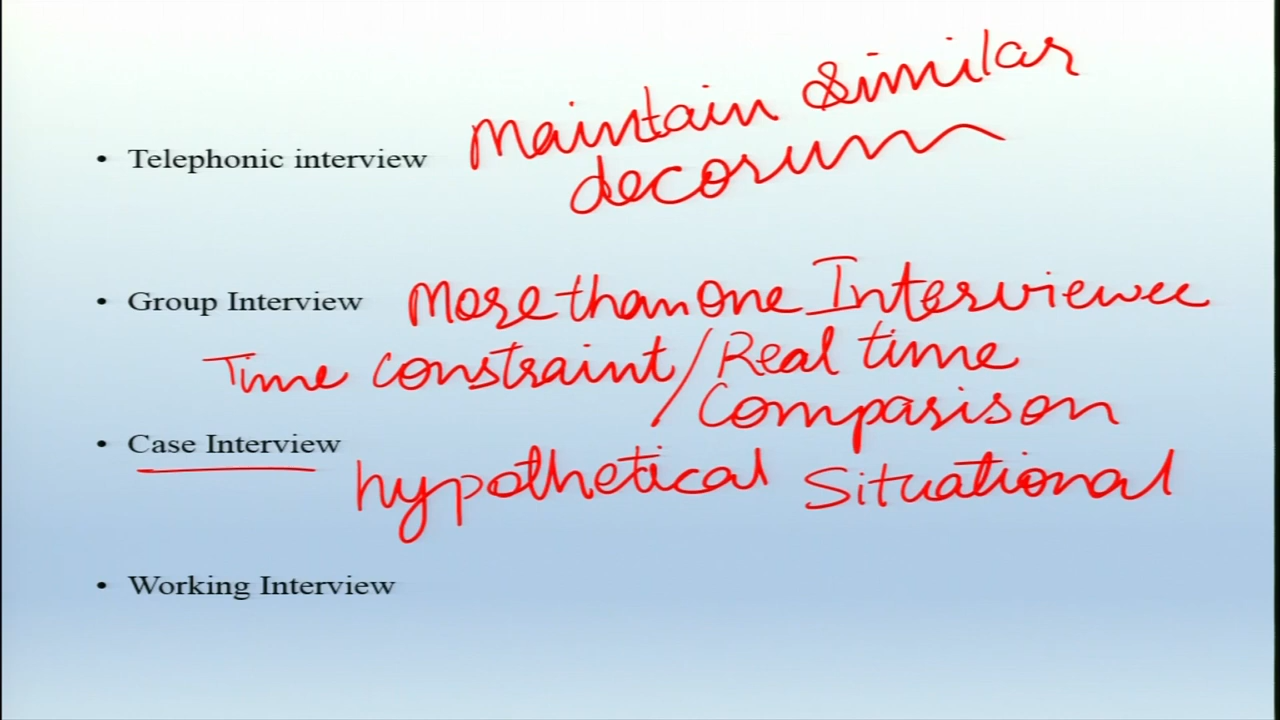 Maintain similar
• Telephonic interview
decorum
• Group Interview More than One Interviewee
Time constraint / Real time
/ Comparison
• Case Interview
hypothetical Situational
• Working Interview